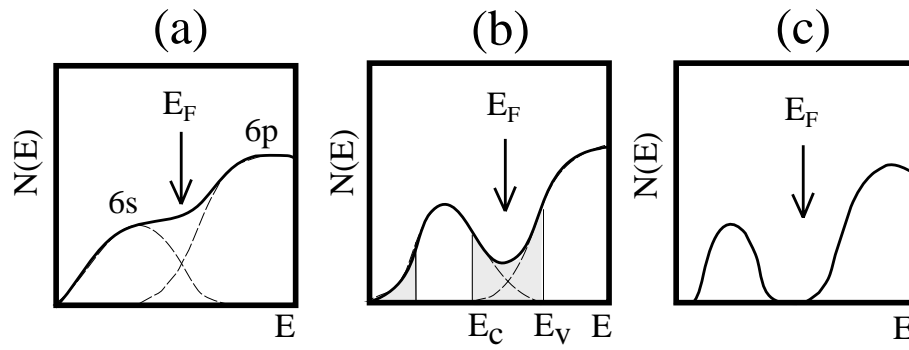 (a) (b) (c)
E_F E_F E_F
6p
6s
N(E) N(E) N(E)
E E_c E_v E E